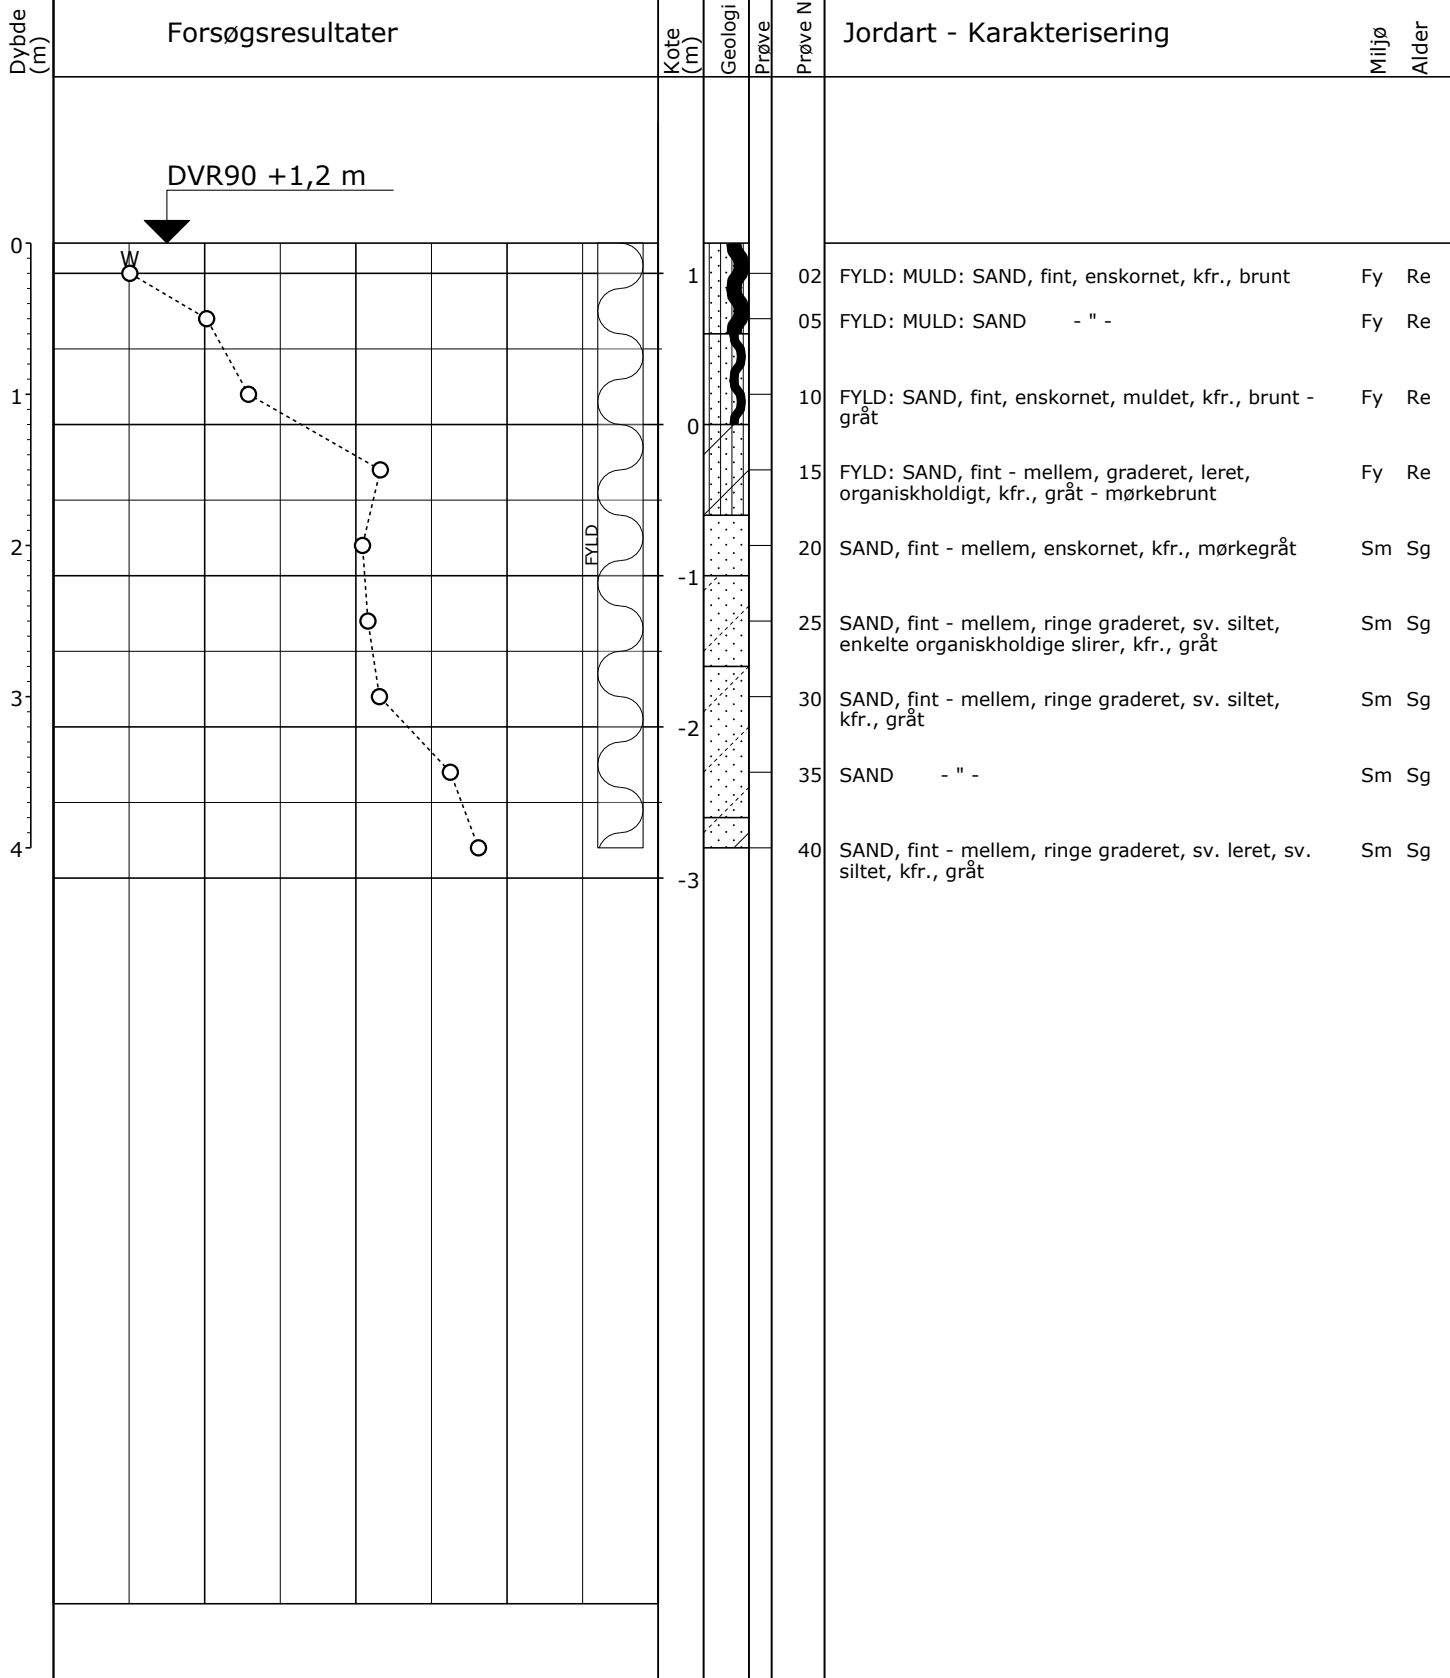 Dybde
(m)
Forsøgsresultater
Kote
(m)
Geologi
Prøve
Prøve N
Jordart - Karakterisering
Miljø
Alder
DVR90 +1,2 m
0
W
1
02 FYLD: MULD: SAND, fint, enskornet, kfr., brunt Fy Re
05 FYLD: MULD: SAND - " - Fy Re
1
10 FYLD: SAND, fint, enskornet, muldet, kfr., brunt - Fy Re
gråt
0
15 FYLD: SAND, fint - mellem, graderet, leret, Fy Re
organiskholdigt, kfr., gråt - mørkebrunt
FYLD
2
20 SAND, fint - mellem, enskornet, kfr., mørkegråt Sm Sg
-1
25 SAND, fint - mellem, ringe graderet, sv. siltet, Sm Sg
enkelte organiskholdige slirer, kfr., gråt
3
30 SAND, fint - mellem, ringe graderet, sv. siltet, Sm Sg
kfr., gråt
-2
35 SAND - " - Sm Sg
4
40 SAND, fint - mellem, ringe graderet, sv. leret, sv. Sm Sg
siltet, kfr., gråt
-3